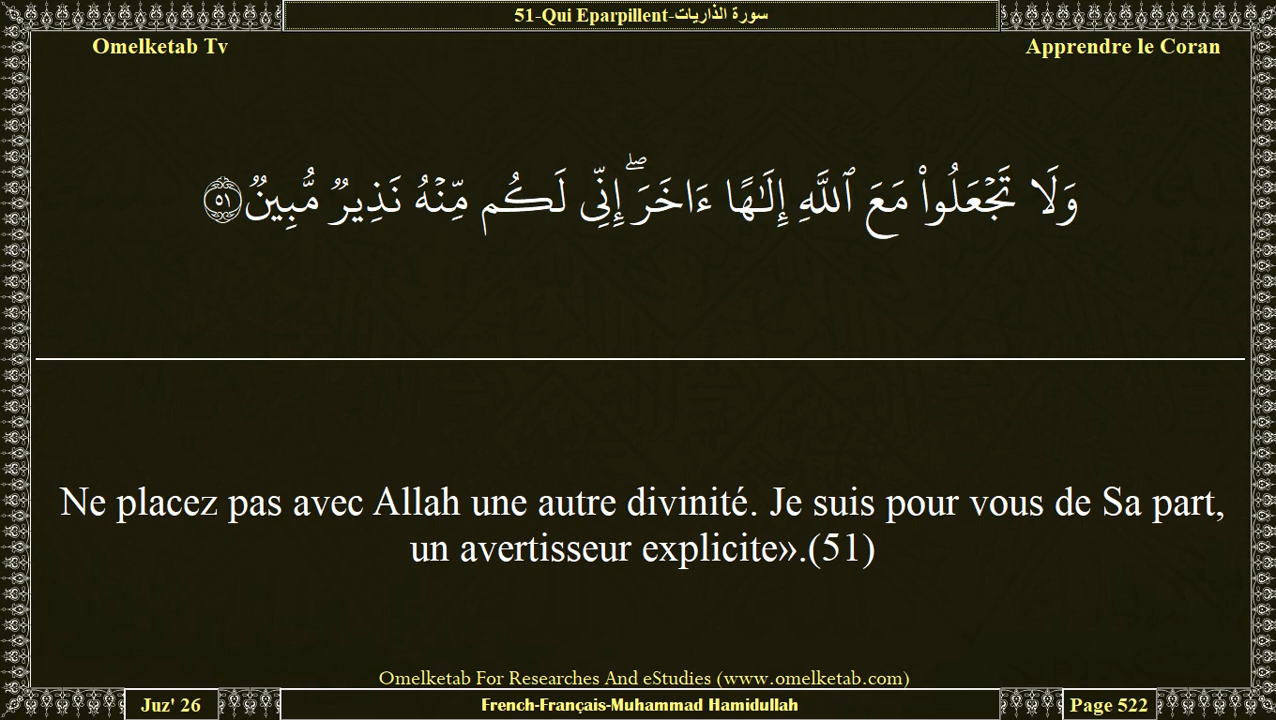 51-Qui Eparpillent-سورة الذاريات
Omelketab Tv
Apprendre le Coran
وَلَا تَجْعَلُوا۟ مَعَ ٱللَّهِ إِلَـٰهًا ءَاخَرَ ۖ إِنِّى لَكُم مِّنْهُ نَذِيرٌ مُّبِينٌ ٥١
Ne placez pas avec Allah une autre divinité. Je suis pour vous de Sa part,
un avertisseur explicite».(51)
Omelketab For Researches And eStudies (www.omelketab.com)
Juz' 26
French-Français-Muhammad Hamidullah
Page 522